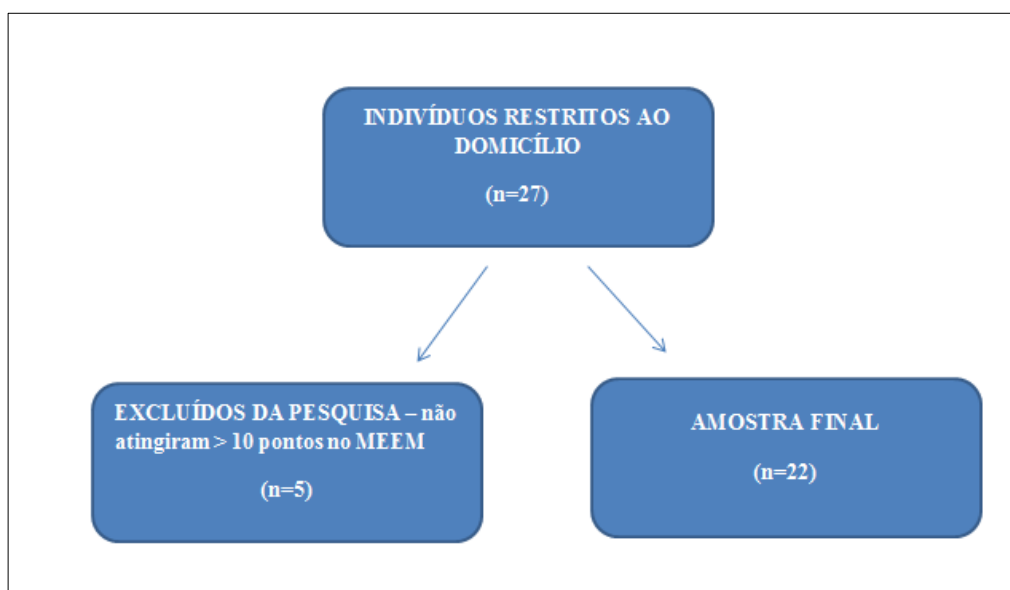 INDIVÍDUOS RESTRITOS AO
DOMICÍLIO
(n=27)
EXCLUÍDOS DA PESQUISA – não
atingiram > 10 pontos no MEEM
(n=5)
AMOSTRA FINAL
(n=22)